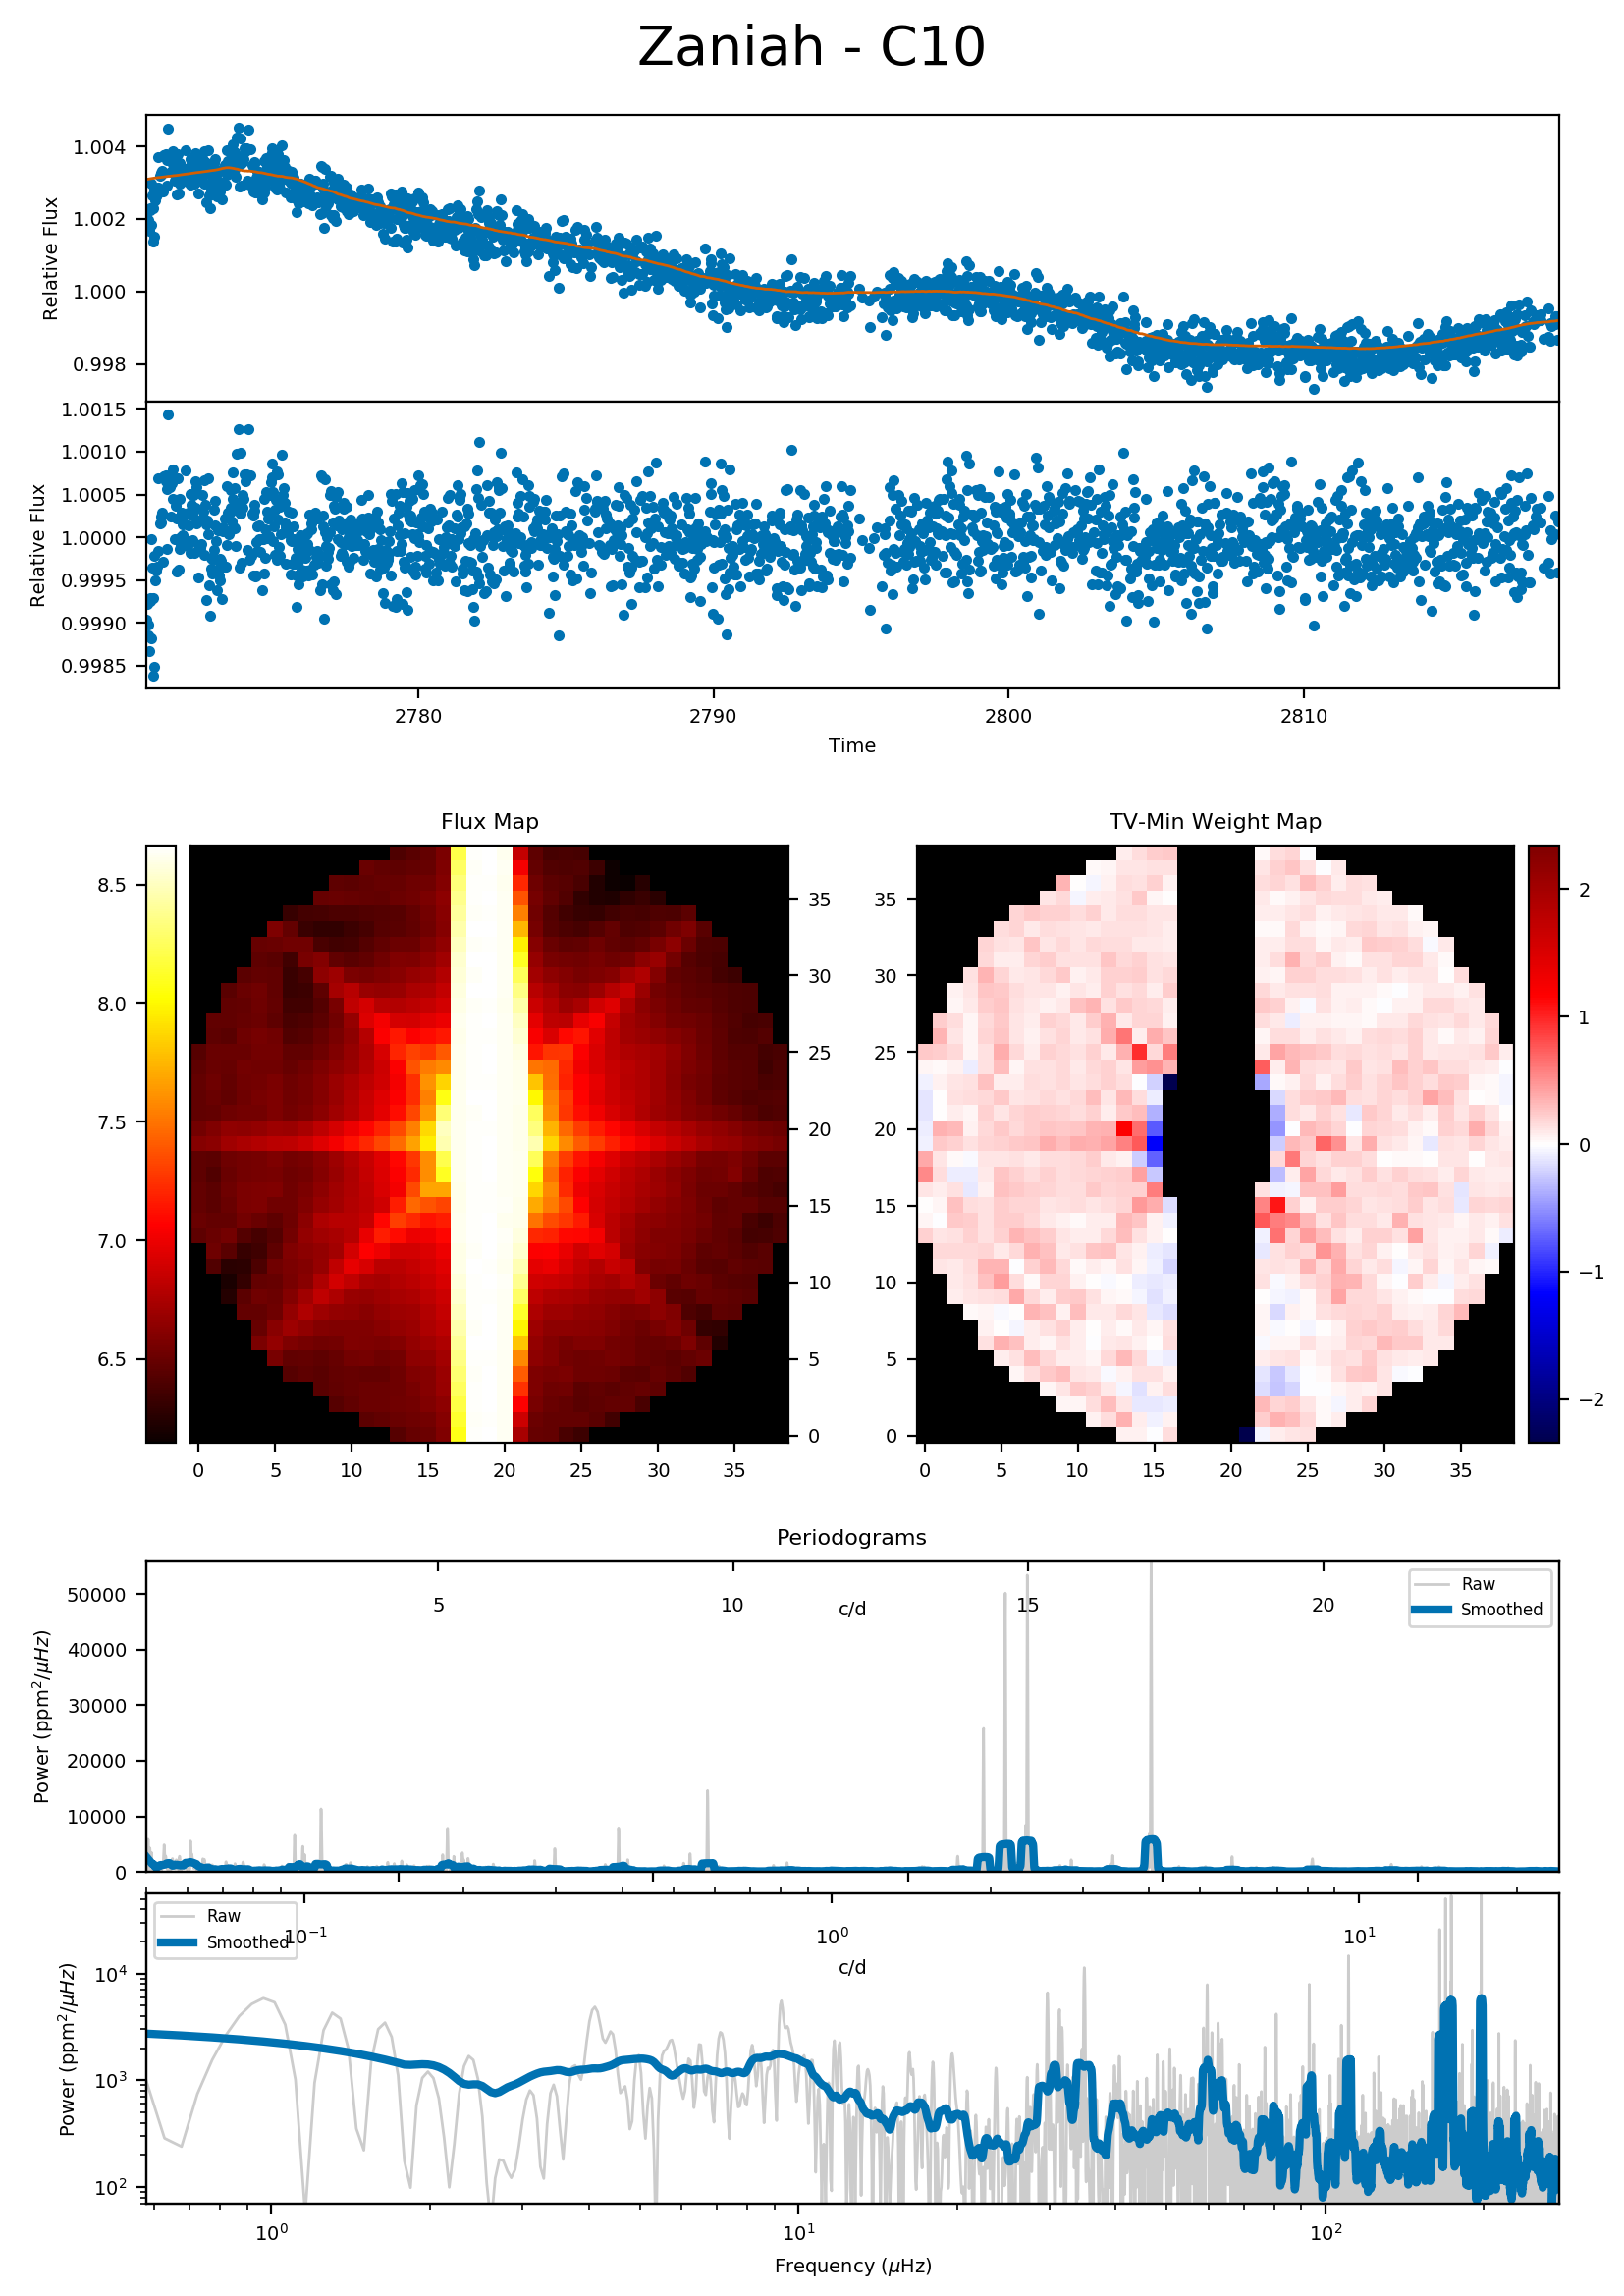 Zaniah - C10
1.004
1.002
1.000
0.998
Relative Flux
1.0015
1.0010
1.0005
1.0000
0.9995
0.9990
0.9985
Relative Flux
2780 2790 2800 2810
Time
Flux Map
8.5
8.0
7.5
7.0
6.5
35
30
25
20
15
10
5
0
0 5 10 15 20 25 30 35
TV-Min Weight Map
35
30
25
20
15
10
5
0
0 5 10 15 20 25 30 35
2
1
0
−1
−2
Periodograms
50000
40000
30000
20000
10000
0
Power (ppm²/μHz)
5 10 15 20
c/d
Raw
Smoothed
Raw
Smoothed
10⁻¹ 10⁰ 10¹
c/d
10⁴
10³
10²
Power (ppm²/μHz)
10⁰ 10¹ 10²
Frequency (μHz)